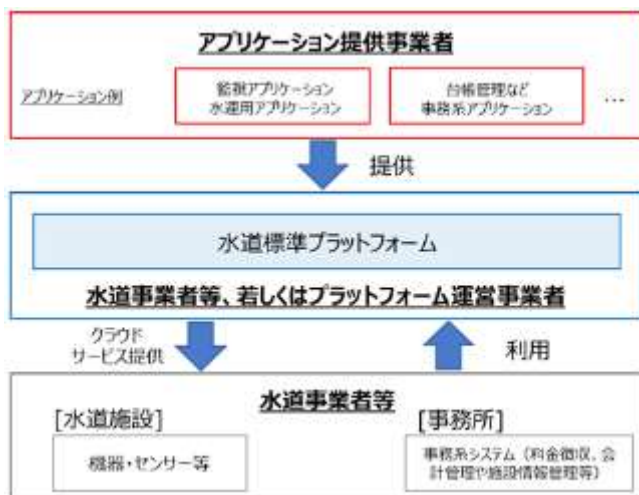 アプリケーション提供事業者
アプリケーション例
監視アプリケーション
水運用アプリケーション
台帳管理など
事務系アプリケーション
…
提供
水道標準プラットフォーム
水道事業者等、若しくはプラットフォーム運営事業者
クラウド
サービス提供
利用
水道事業者等
[水道施設]
[事務所]
機器・センサー等
事務系システム（料金徴収、会
計管理や施設情報管理等）